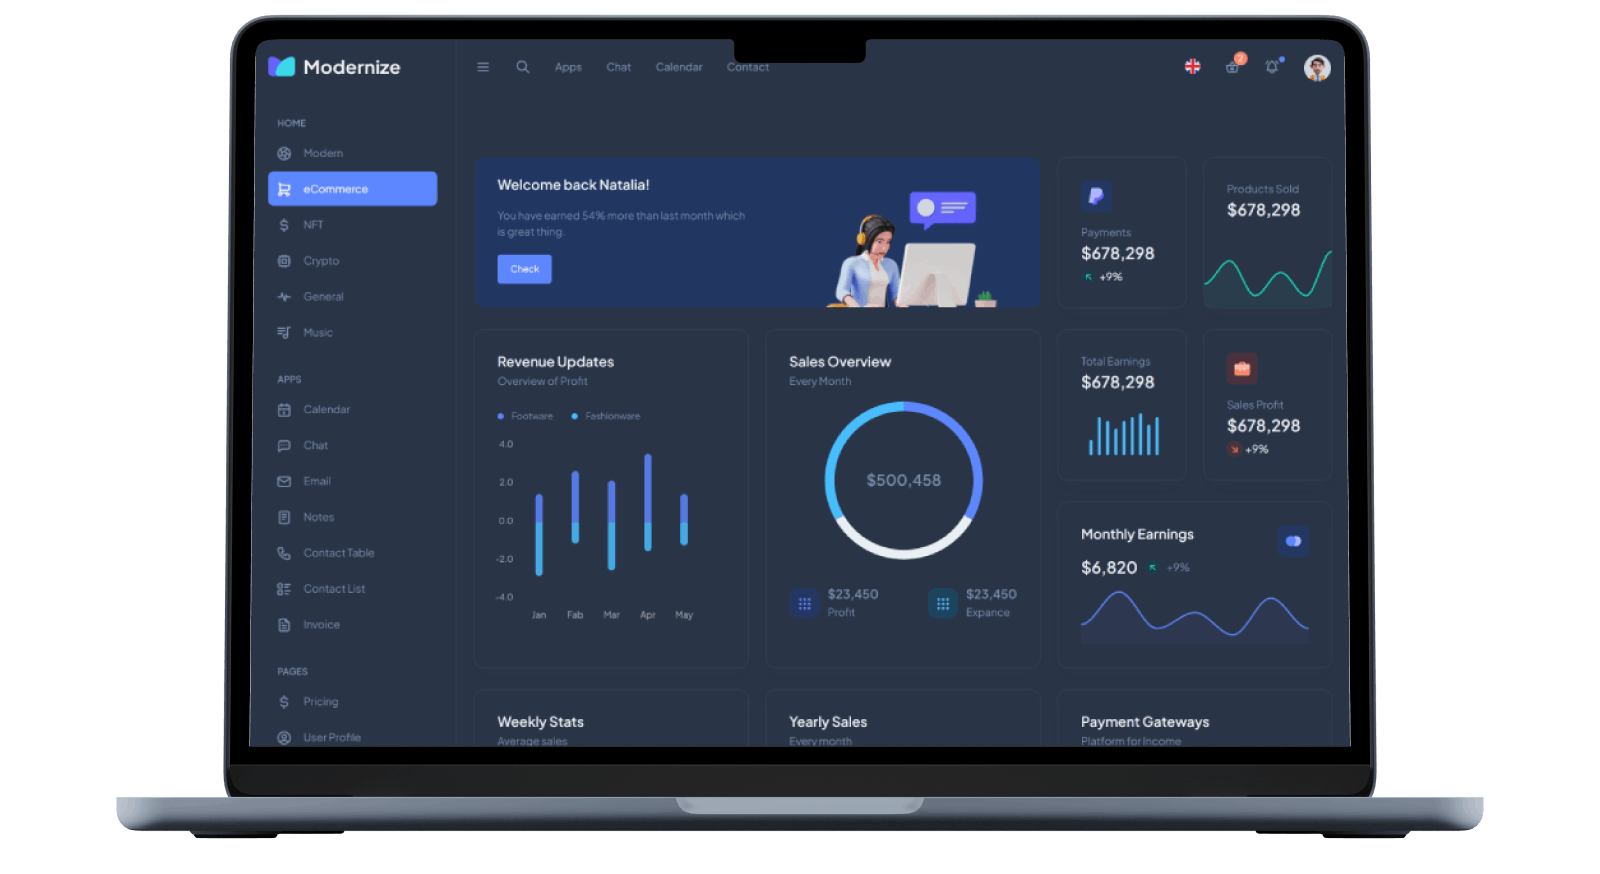 Modernize
Apps
Chat
Calendar
Contact
2
HOME
Modern
eCommerce
NFT
Crypto
General
Music
APPS
Calendar
Chat
Email
Notes
Contact Table
Contact List
Invoice
PAGES
Pricing
User Profile
Welcome back Natalia!
You have earned 54% more than last month which
is great thing.
Check
Payments
$678,298
+9%
Products Sold
$678,298
Revenue Updates
Overview of Profit
Footware
Fashionware
4.0
2.0
0.0
-2.0
-4.0
Jan
Fab
Mar
Apr
May
Sales Overview
Every Month
$500,458
$23,450
Profit
$23,450
Expance
Total Earnings
$678,298
Sales Profit
$678,298
+9%
Monthly Earnings
$6,820
+9%
Weekly Stats
Average sales
Yearly Sales
Every month
Payment Gateways
Platform for Income